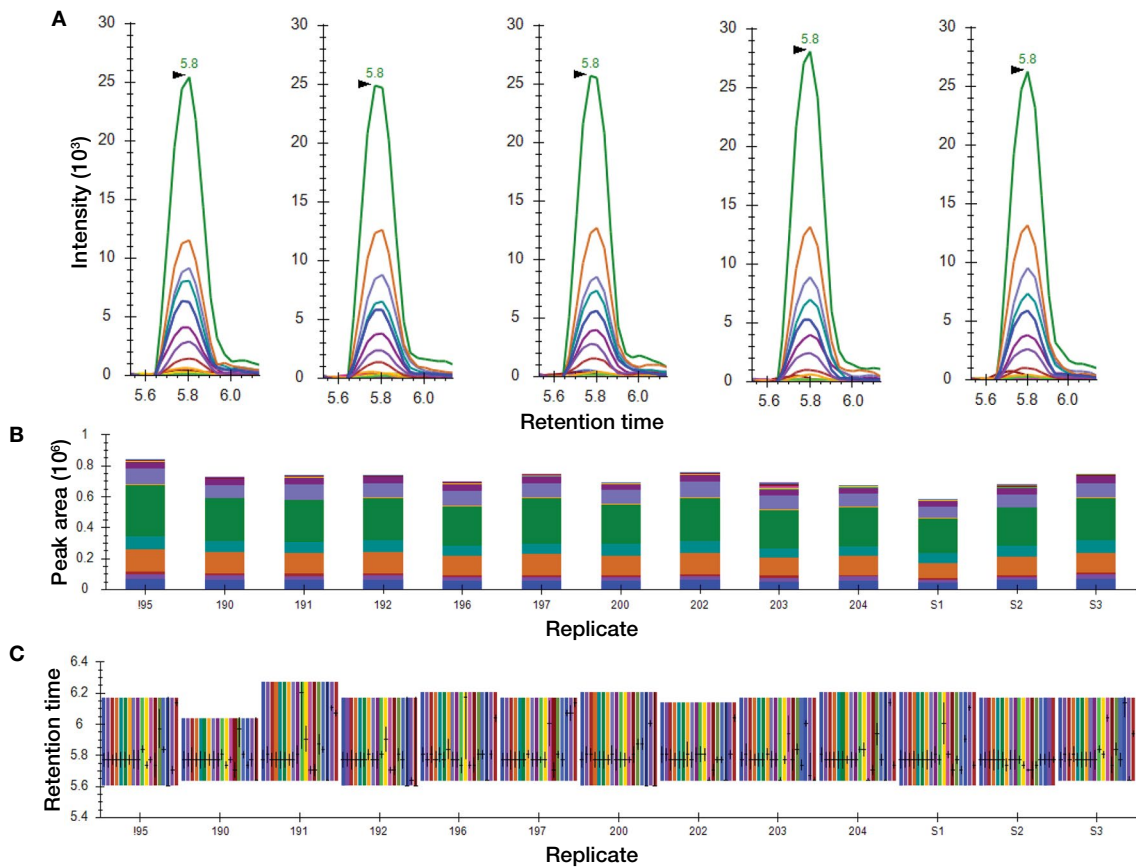 A
Intensity (10³)
30 30 30 30 30
25 25 25 25 25
20 20 20 20 20
15 15 15 15 15
10 10 10 10 10
5 5 5 5 5
0 0 0 0 0
5.8 5.8 5.8 5.8 5.8
5.6 5.8 6.0 5.6 5.8 6.0 5.6 5.8 6.0 5.6 5.8 6.0 5.6 5.8 6.0
Retention time
B
Peak area (10⁶)
1
0.8
0.6
0.4
0.2
0
I95 190 191 192 196 197 200 202 203 204 S1 S2 S3
Replicate
C
Retention time
6.4
6.2
6
5.8
5.6
5.4
I95 190 191 192 196 197 200 202 203 204 S1 S2 S3
Replicate